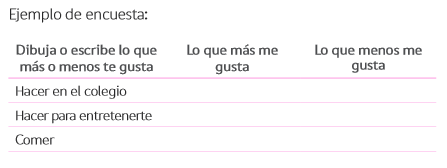 Ejemplo de encuesta:
Dibuja o escribe lo que más o menos te gusta
Lo que más me gusta
Lo que menos me gusta
Hacer en el colegio
Hacer para entretenerte
Comer